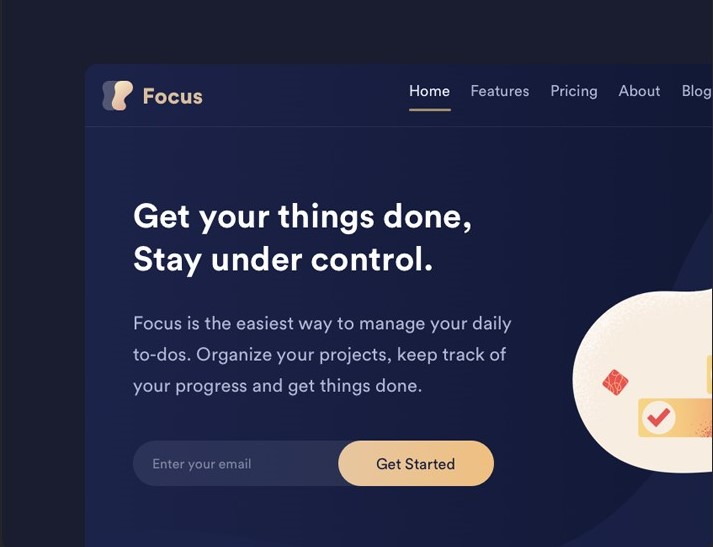 Focus
Home Features Pricing About Blog
Get your things done,
Stay under control.
Focus is the easiest way to manage your daily
to-dos. Organize your projects, keep track of
your progress and get things done.
Enter your email Get Started